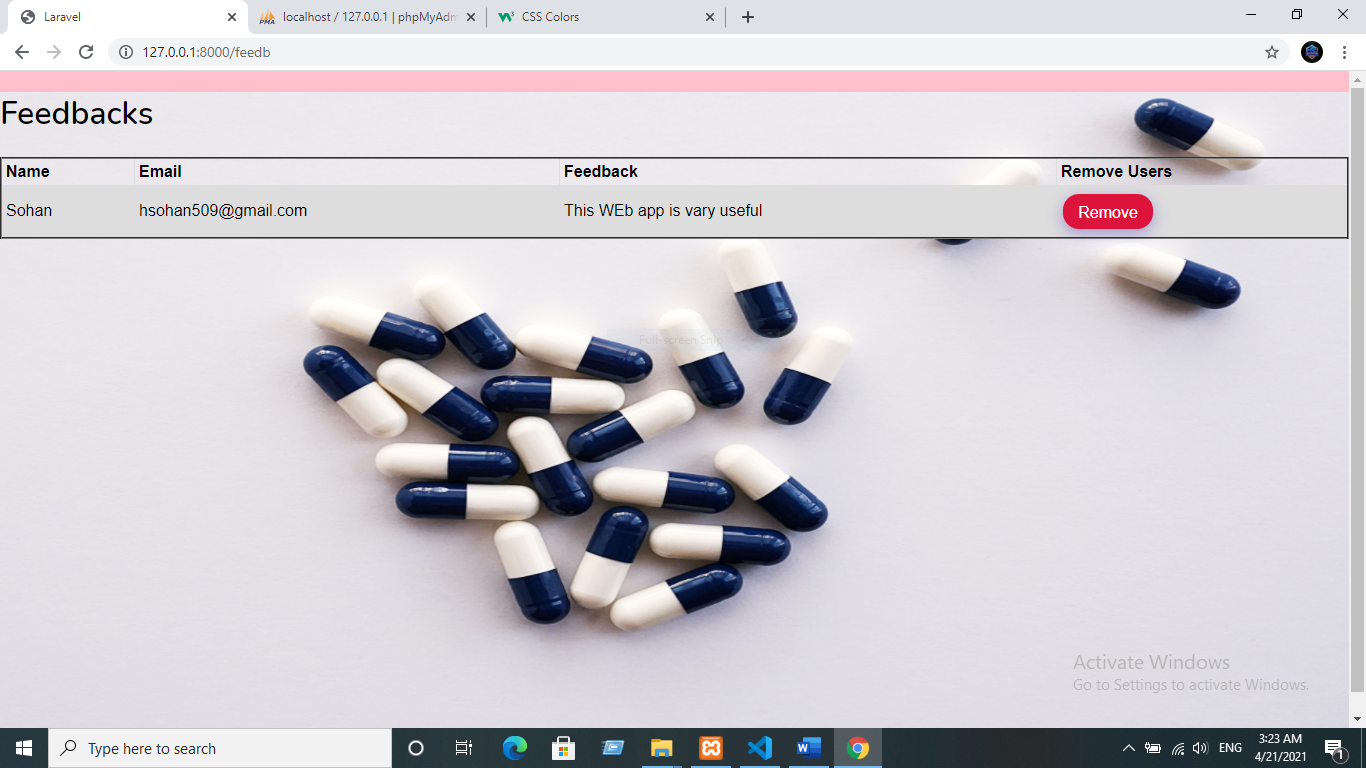 Laravel
localhost / 127.0.0.1 | phpMyAdm
CSS Colors
127.0.0.1:8000/feedb
Feedbacks
Name Email Feedback Remove Users
Sohan hsohan509@gmail.com This WEb app is vary useful Remove
Full-screen Snip
Activate Windows
Go to Settings to activate Windows.
Type here to search
ENG
3:23 AM
4/21/2021
1